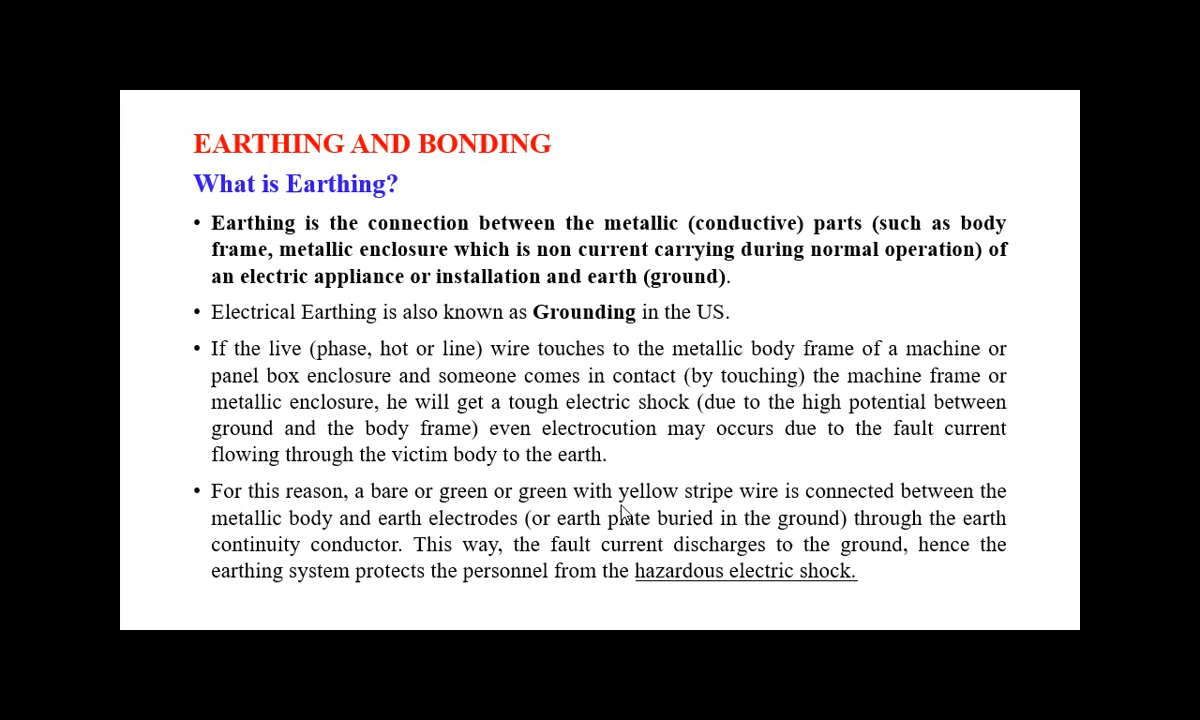 EARTHING AND BONDING
What is Earthing?
• Earthing is the connection between the metallic (conductive) parts (such as body
frame, metallic enclosure which is non current carrying during normal operation) of
an electric appliance or installation and earth (ground).
• Electrical Earthing is also known as Grounding in the US.
• If the live (phase, hot or line) wire touches to the metallic body frame of a machine or
panel box enclosure and someone comes in contact (by touching) the machine frame or
metallic enclosure, he will get a tough electric shock (due to the high potential between
ground and the body frame) even electrocution may occurs due to the fault current
flowing through the victim body to the earth.
• For this reason, a bare or green or green with yellow stripe wire is connected between the
metallic body and earth electrodes (or earth plate buried in the ground) through the earth
continuity conductor. This way, the fault current discharges to the ground, hence the
earthing system protects the personnel from the hazardous electric shock.